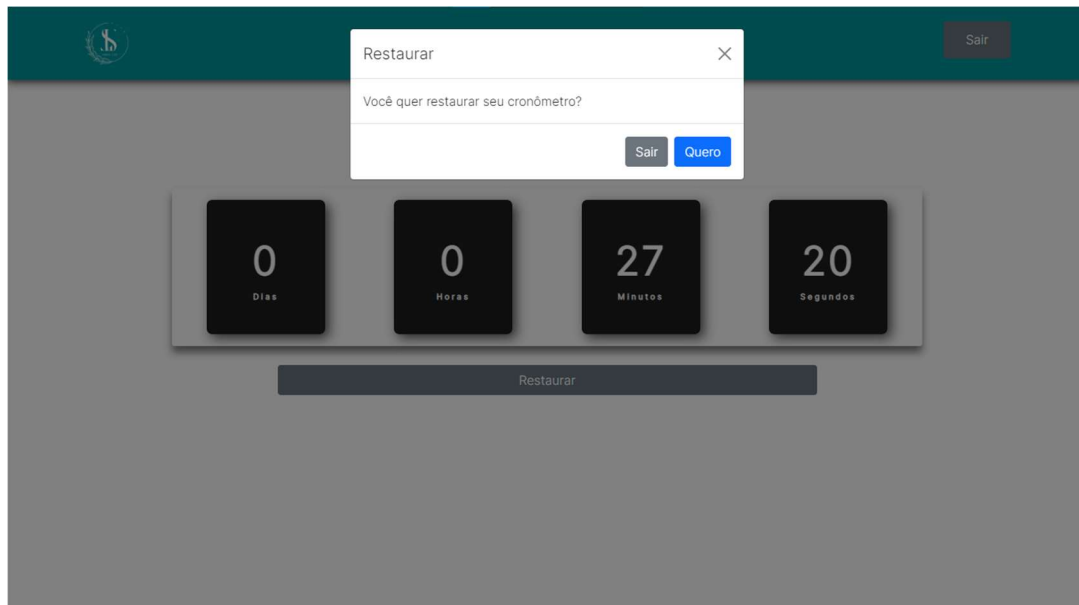 Restaurar
Sair
Você quer restaurar seu cronômetro?
Sair Quero
0 0 27 20
Dias Horas Minutos Segundos
Restaurar